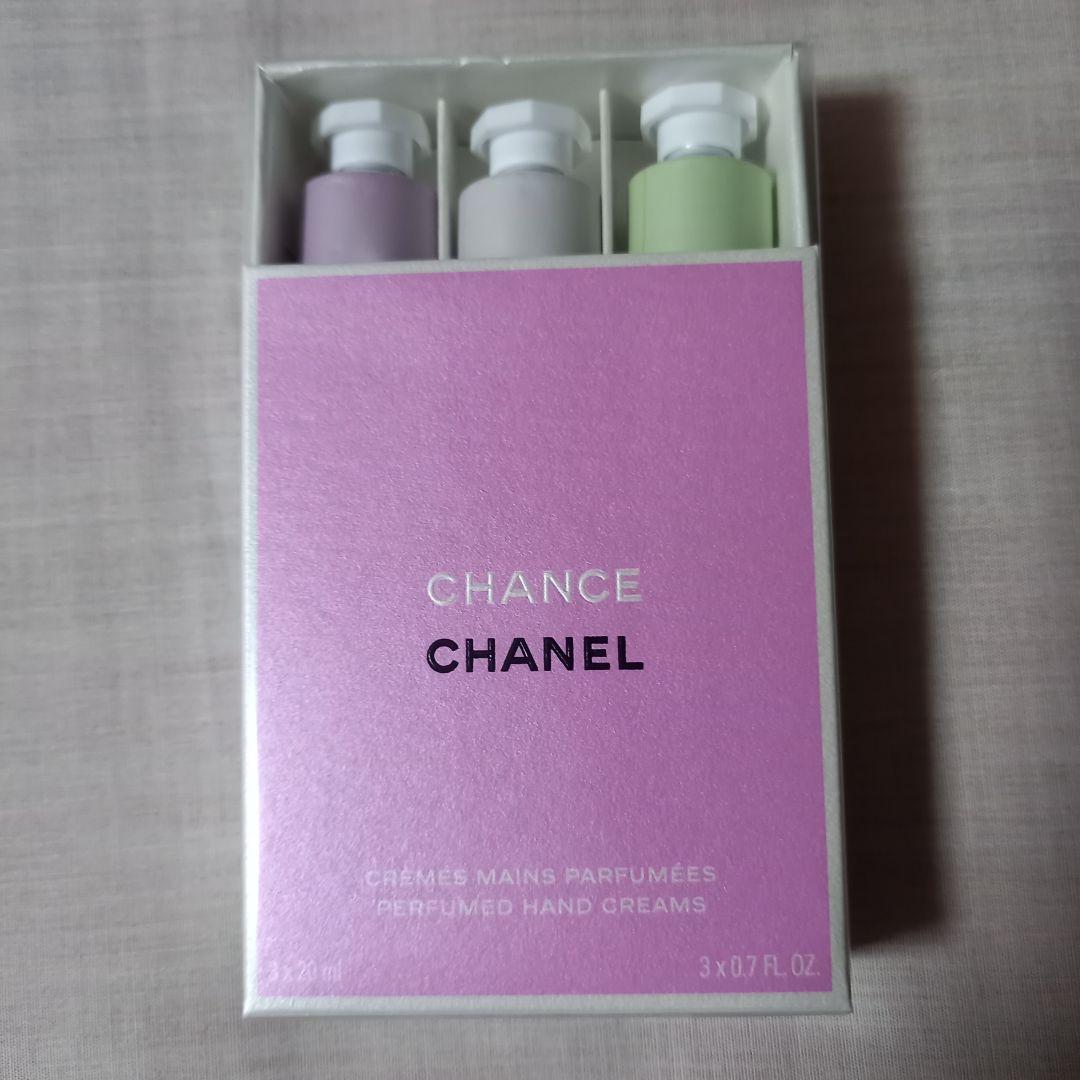 CHANCE
CHANEL
CRÈMES MAINS PARFUMÉES
PERFUMED HAND CREAMS
3 x 20 ml
3 x 0.7 FL. OZ.